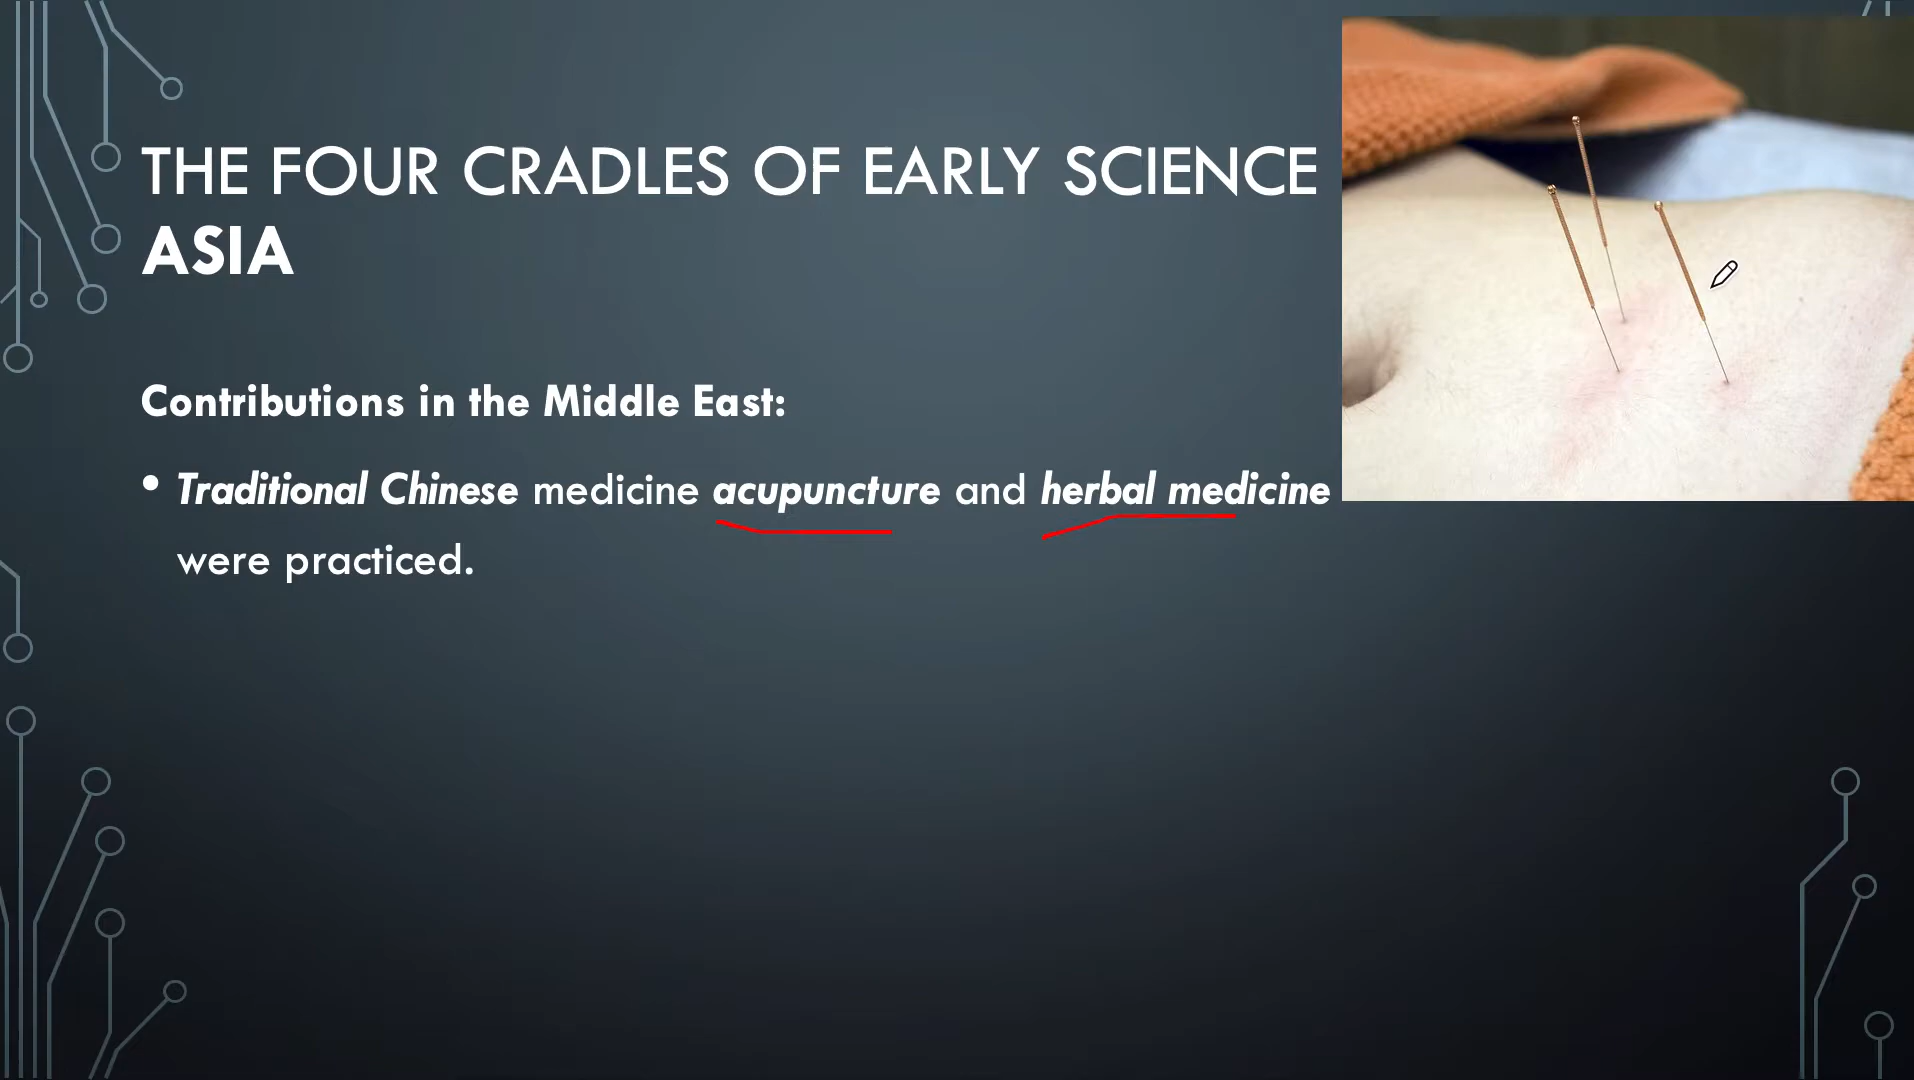 THE FOUR CRADLES OF EARLY SCIENCE
ASIA
Contributions in the Middle East:
• Traditional Chinese medicine acupuncture and herbal medicine
were practiced.